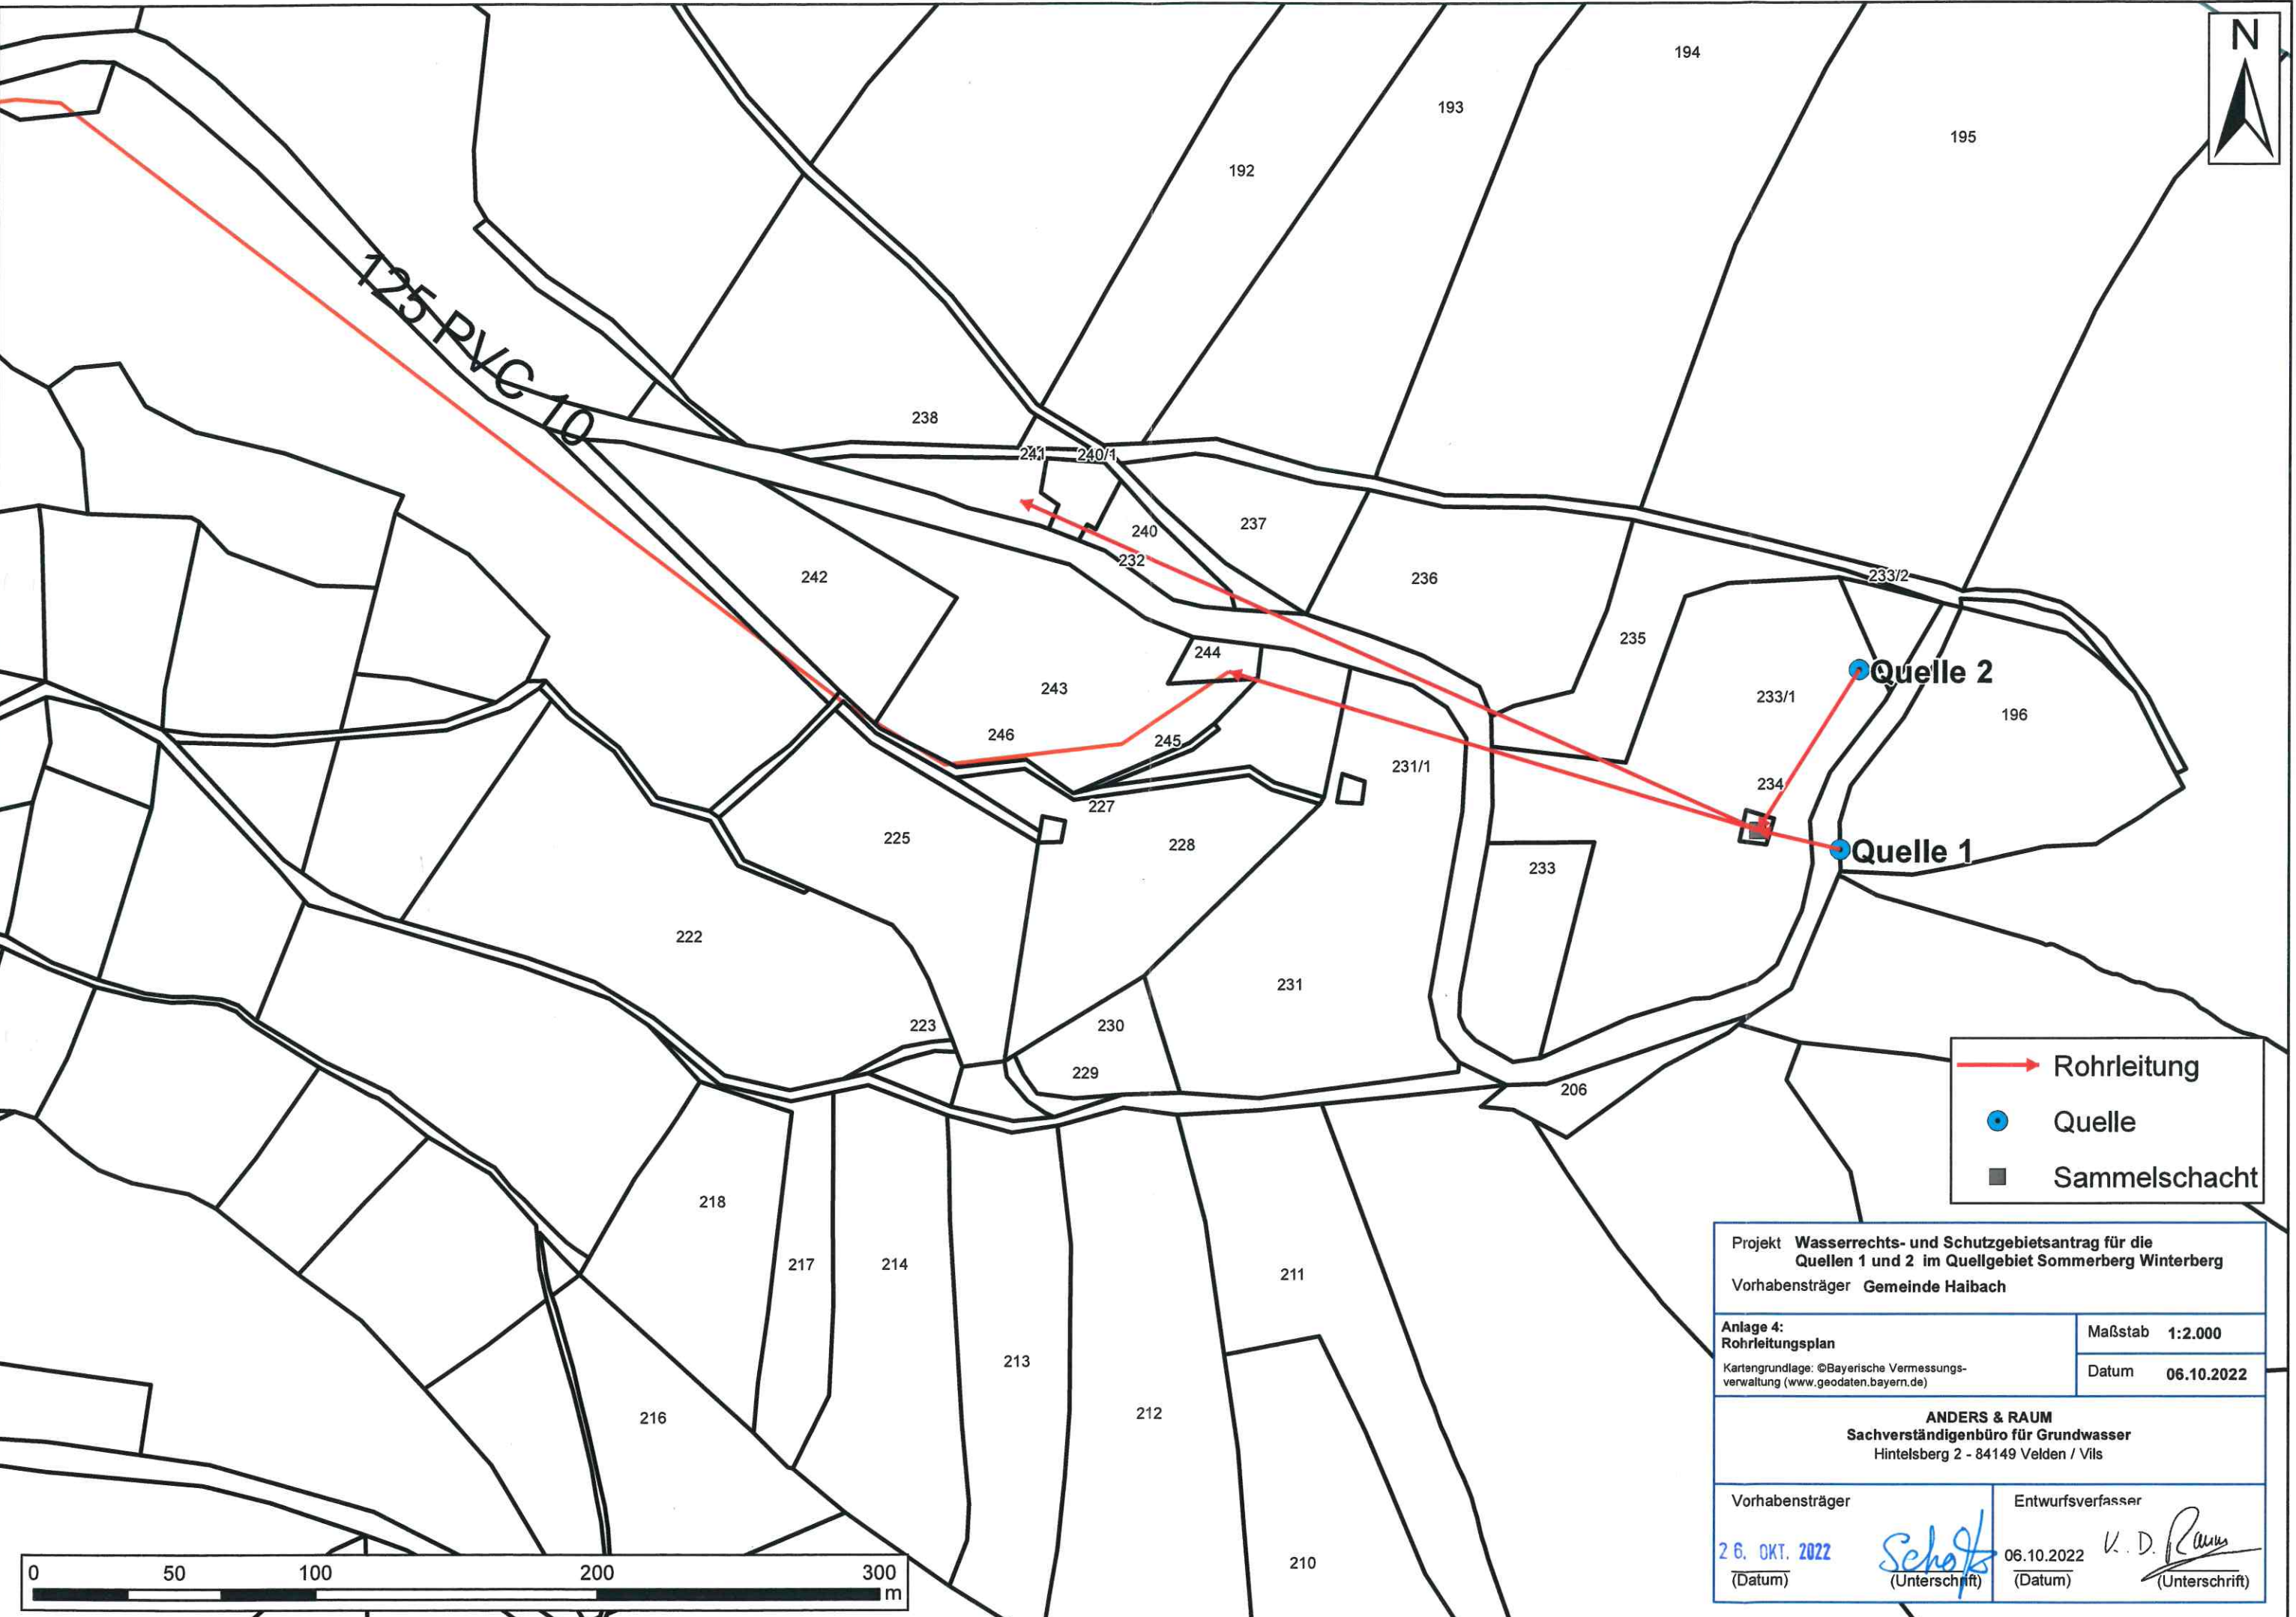 N
194
193
195
192
125 PVC 10
238
241
240/1
237
240
232
236
242
233/2
235
244
Quelle 2
233/1
243
196
246
245
231/1
234
227
225
228
Quelle 1
233
222
231
223
230
229
206
Rohrleitung
Quelle
Sammelschacht
218
217
214
211
213
212
216
210
Projekt Wasserrechts- und Schutzgebietsantrag für die
Quellen 1 und 2 im Quellgebiet Sommerberg Winterberg
Vorhabensträger Gemeinde Haibach
Anlage 4:
Rohrleitungsplan
Kartengrundlage: ©Bayerische Vermessungs-
verwaltung (www.geodaten.bayern.de)
Maßstab 1:2.000
Datum 06.10.2022
ANDERS & RAUM
Sachverständigenbüro für Grundwasser
Hintelsberg 2 - 84149 Velden / Vils
Vorhabensträger
26. OKT. 2022
(Datum) (Unterschrift)
Entwurfsverfasser
06.10.2022 K. D. Raum
(Datum) (Unterschrift)
0 50 100 200 300
m